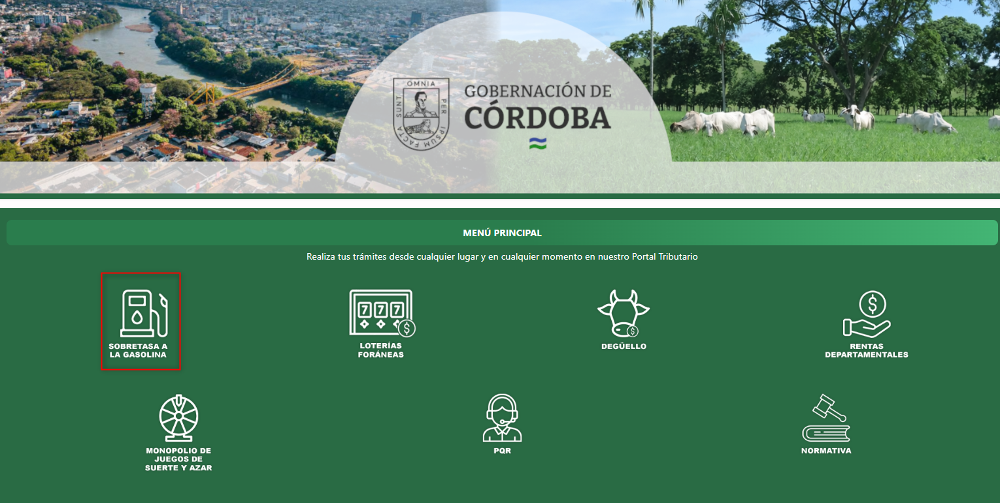 OMNIA
SUNT
PER
IPSUM FACTA
GOBERNACIÓN DE
CÓRDOBA
MENÚ PRINCIPAL
Realiza tus trámites desde cualquier lugar y en cualquier momento en nuestro Portal Tributario
SOBRETASA A
LA GASOLINA
777
$
LOTERÍAS
FORÁNEAS
$
DEGÜELLO
$
RENTAS
DEPARTAMENTALES
MONOPOLIO DE
JUEGOS DE
SUERTE Y AZAR
PQR
NORMATIVA